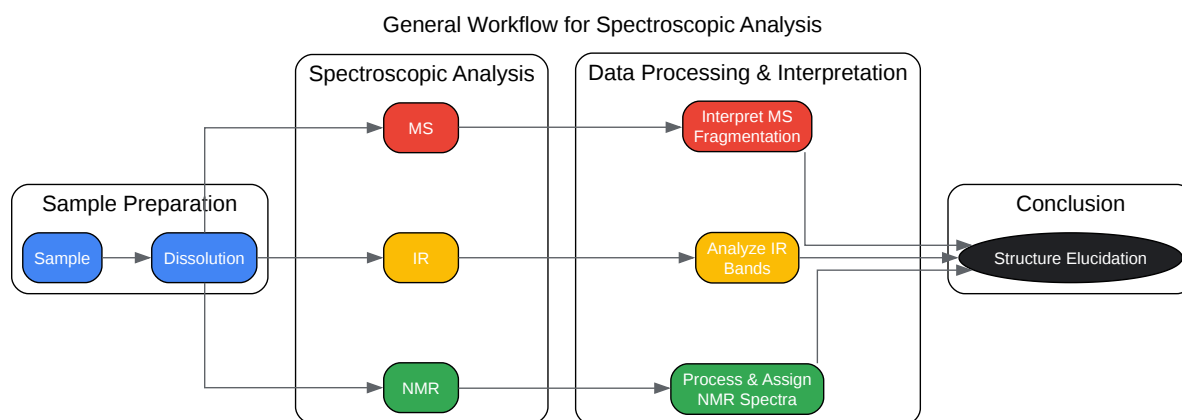 General Workflow for Spectroscopic Analysis
Sample Preparation
Sample
Dissolution
Spectroscopic Analysis
MS
IR
NMR
Data Processing & Interpretation
Interpret MS
Fragmentation
Analyze IR
Bands
Process & Assign
NMR Spectra
Conclusion
Structure Elucidation